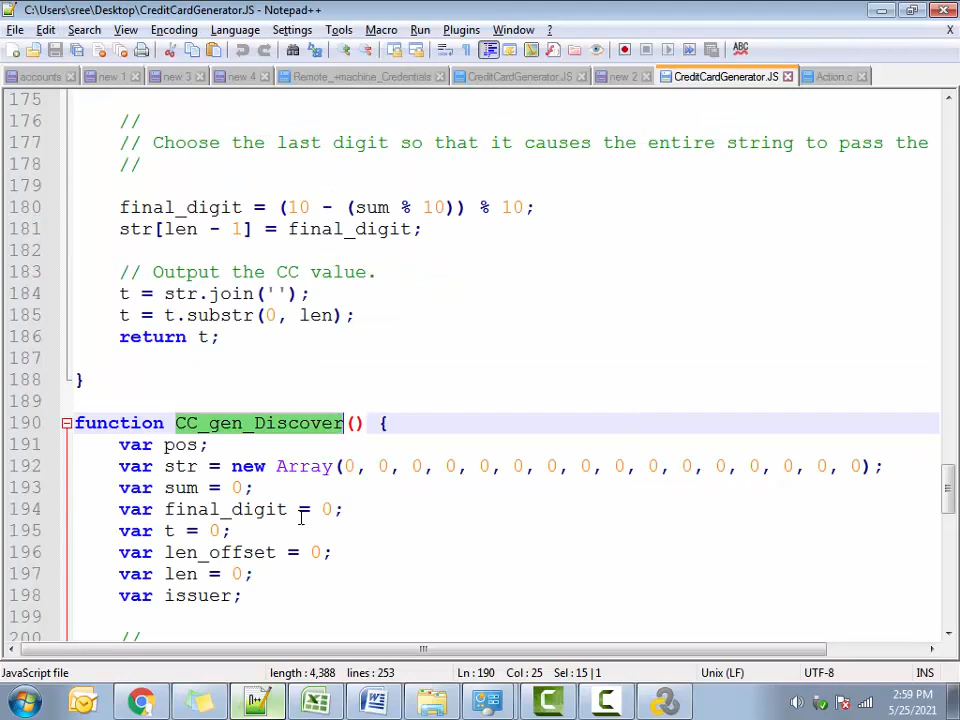 C:\Users\sree\Desktop\CreditCardGenerator.JS - Notepad++
File Edit Search View Encoding Language Settings Tools Macro Run Plugins Window ? X
accounts new 1 new 3 new 4 Remote_+machine_Credentials CreditCardGenerator.JS new 2 CreditCardGenerator.JS Action.c
175
176 //
177 // Choose the last digit so that it causes the entire string to pass the
178 //
179
180 final_digit = (10 - (sum % 10)) % 10;
181 str[len - 1] = final_digit;
182
183 // Output the CC value.
184 t = str.join('');
185 t = t.substr(0, len);
186 return t;
187
188 }
189
190 function CC_gen_Discover() {
191 var pos;
192 var str = new Array(0, 0, 0, 0, 0, 0, 0, 0, 0, 0, 0, 0, 0, 0, 0, 0);
193 var sum = 0;
194 var final_digit = 0;
195 var t = 0;
196 var len_offset = 0;
197 var len = 0;
198 var issuer;
199
200 //
JavaScript file length : 4,388 lines : 253 Ln : 190 Col : 25 Sel : 15 | 1 Unix (LF) UTF-8 INS
2:59 PM
5/25/2021